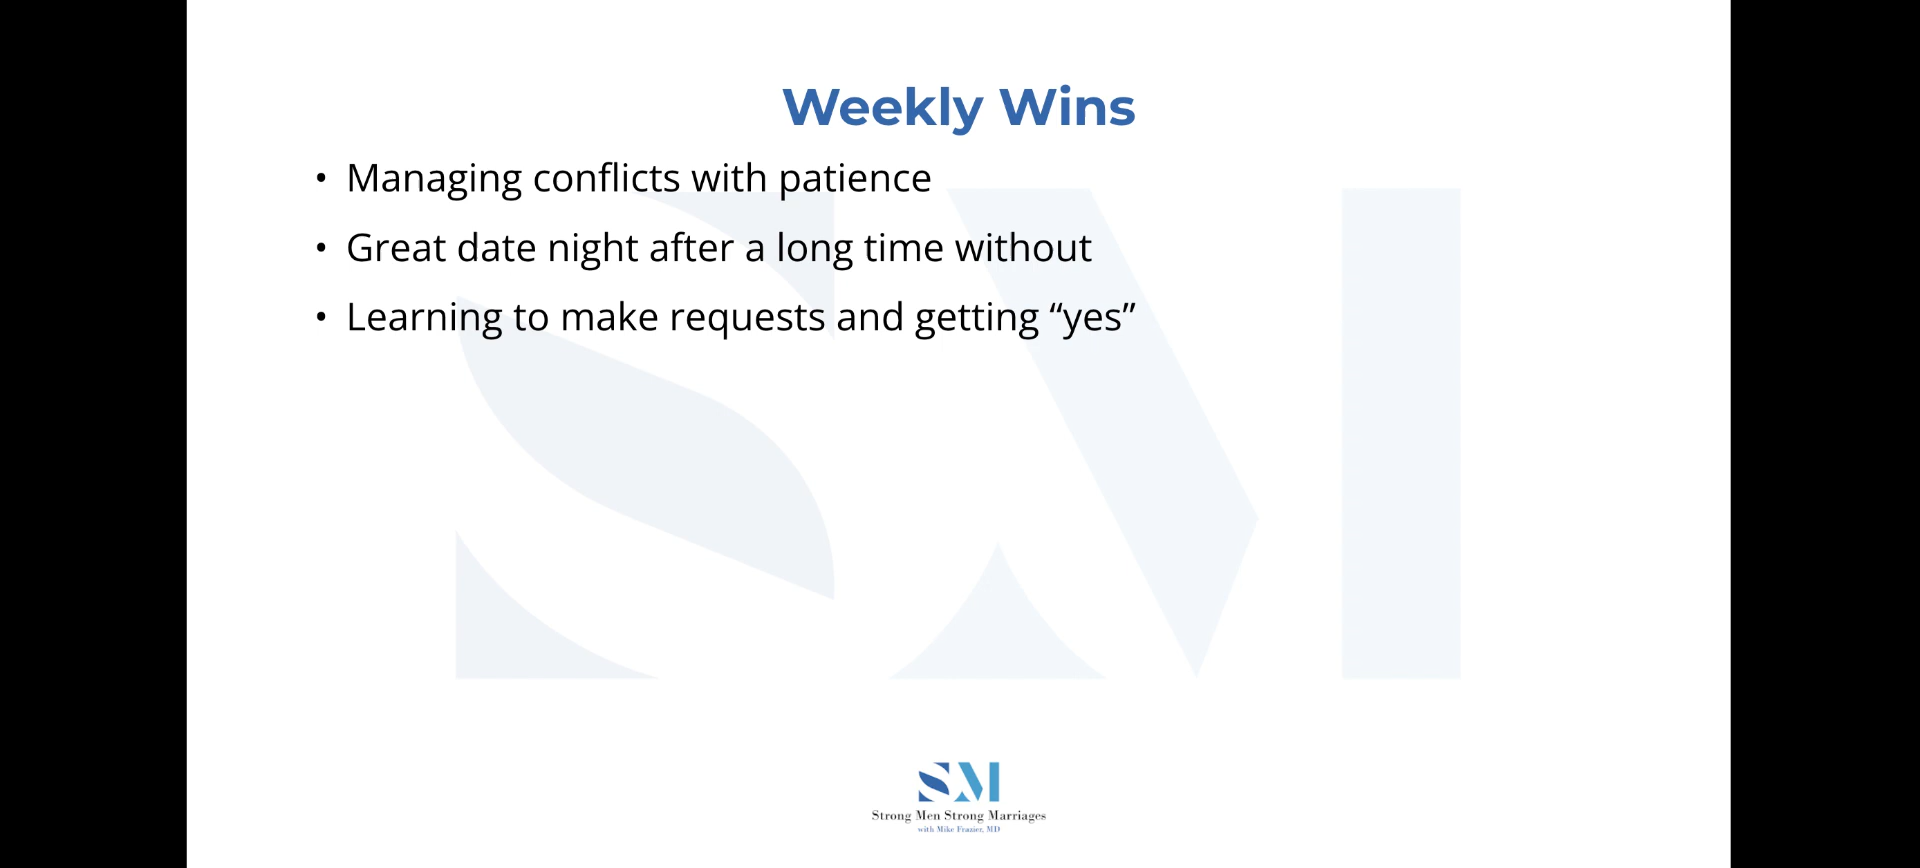 Weekly Wins
• Managing conflicts with patience
• Great date night after a long time without
• Learning to make requests and getting “yes”
SM
Strong Men Strong Marriages
with Mike Frazier, MD